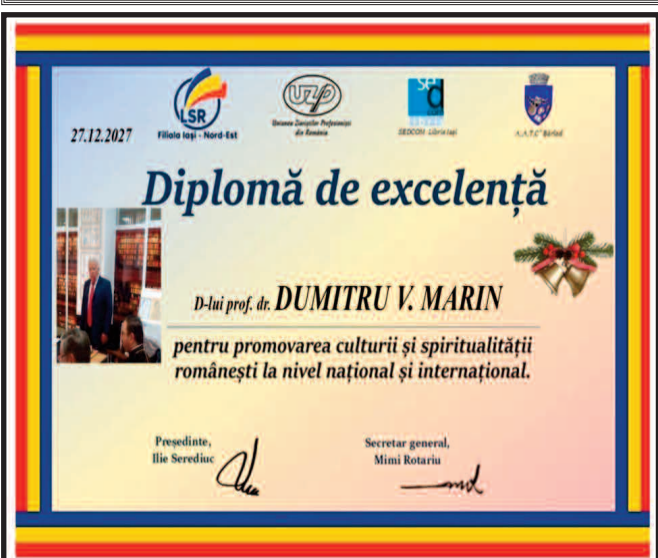 27.12.2027
LSR
Filiala Iași - Nord-Est
UZP
Uniunea Ziariștilor Profesioniști
din România
SEDCOM Libris Iași
Diplomă de excelență
D-lui prof. dr. DUMITRU V. MARIN
pentru promovarea culturii și spiritualității
românești la nivel național și internațional.
Președinte,
Ilie Serediuc
Secretar general,
Mimi Rotariu